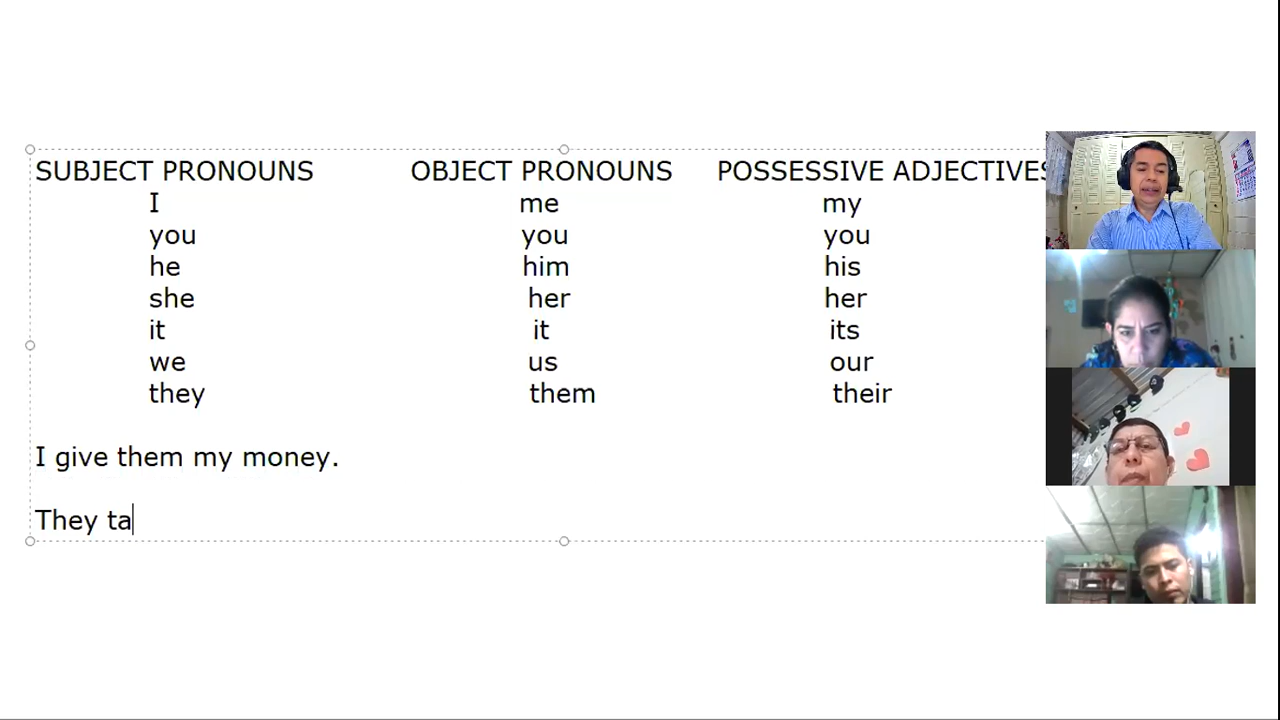 SUBJECT PRONOUNS OBJECT PRONOUNS POSSESSIVE ADJECTIVES
I me my
you you you
he him his
she her her
it it its
we us our
they them their
I give them my money.
They ta